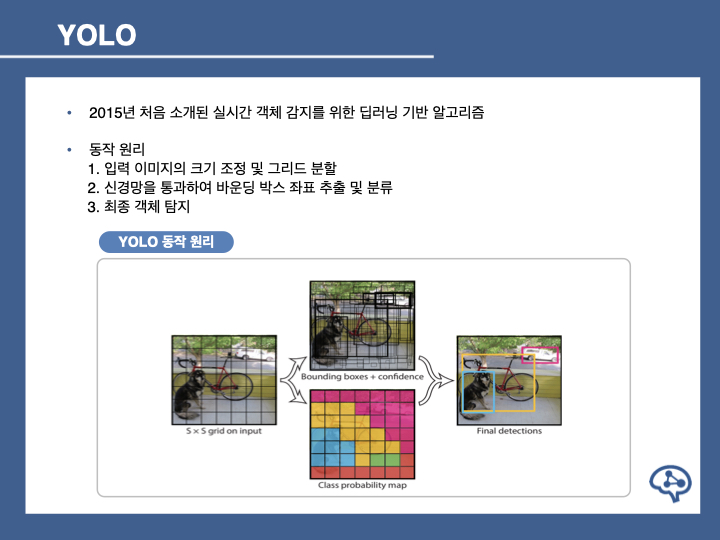 YOLO
• 2015년 처음 소개된 실시간 객체 감지를 위한 딥러닝 기반 알고리즘
• 동작 원리
1. 입력 이미지의 크기 조정 및 그리드 분할
2. 신경망을 통과하여 바운딩 박스 좌표 추출 및 분류
3. 최종 객체 탐지
YOLO 동작 원리
Bounding boxes + confidence
S × S grid on input
Final detections
Class probability map